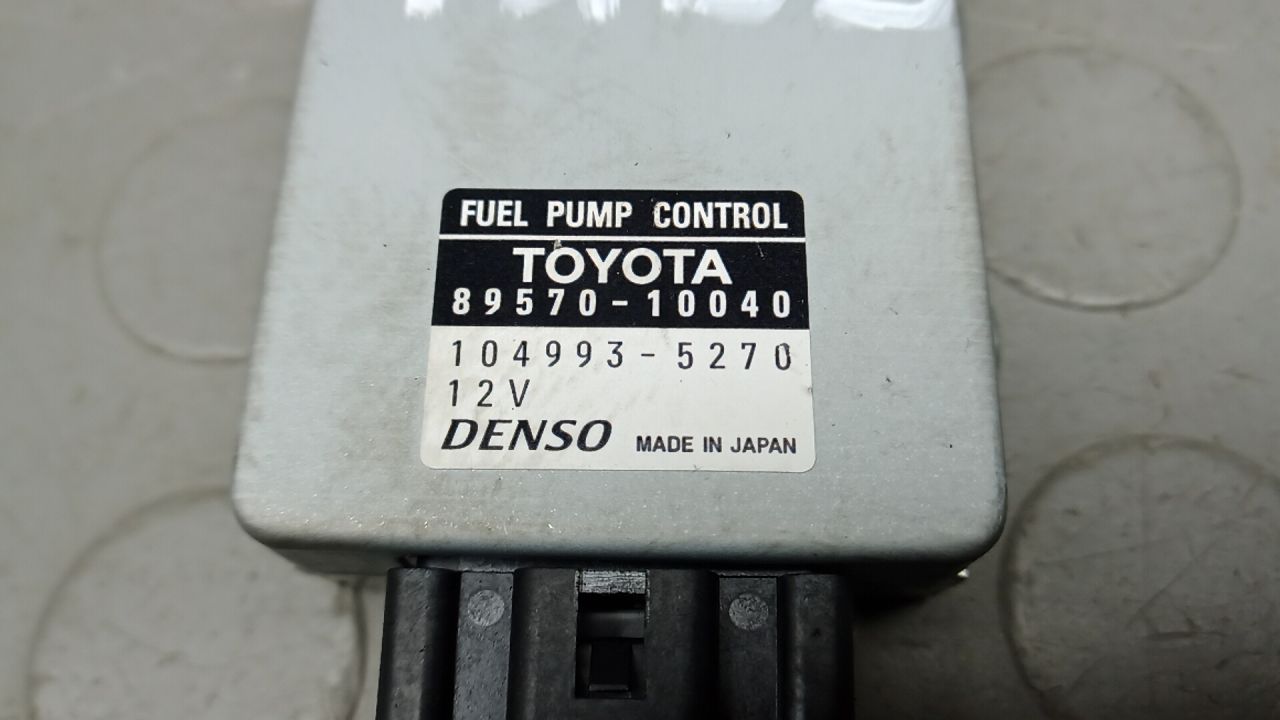 FUEL PUMP CONTROL
TOYOTA
89570-10040
104993-5270
12V
DENSO MADE IN JAPAN